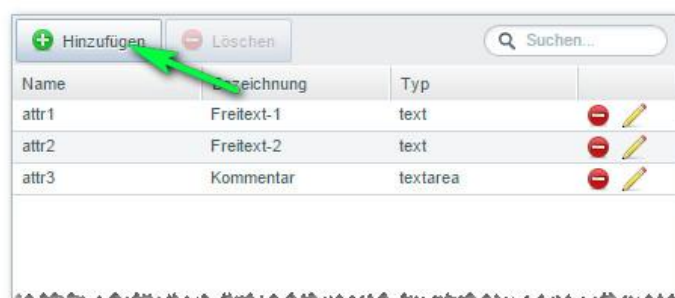 Hinzufügen Löschen Suchen...
Name Bezeichnung Typ
attr1 Freitext-1 text
attr2 Freitext-2 text
attr3 Kommentar textarea